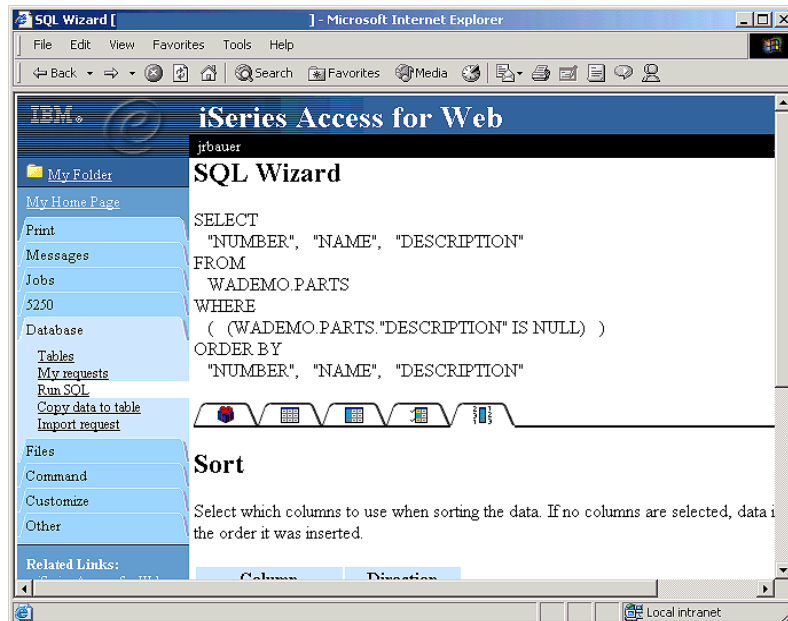 SQL Wizard [ ] - Microsoft Internet Explorer
File Edit View Favorites Tools Help
Back Search Favorites Media
IBM
iSeries Access for Web
jrbauer
My Folder
My Home Page
Print
Messages
Jobs
5250
Database
Tables
My requests
Run SQL
Copy data to table
Import request
Files
Command
Customize
Other
Related Links:
SQL Wizard
SELECT
"NUMBER", "NAME", "DESCRIPTION"
FROM
WADEMO.PARTS
WHERE
( (WADEMO.PARTS."DESCRIPTION" IS NULL) )
ORDER BY
"NUMBER", "NAME", "DESCRIPTION"
Sort
Select which columns to use when sorting the data. If no columns are selected, data i
the order it was inserted.
Column Direction
Local intranet